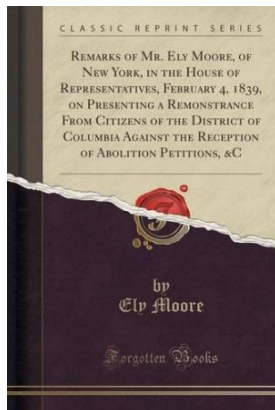 CLASSIC REPRINT SERIES
REMARKS OF MR. ELY MOORE, OF
NEW YORK, IN THE HOUSE OF
REPRESENTATIVES, FEBRUARY 4, 1839,
ON PRESENTING A REMONSTRANCE
FROM CITIZENS OF THE DISTRICT OF
COLUMBIA AGAINST THE RECEPTION
OF ABOLITION PETITIONS, &C
by
Ely Moore
Forgotten Books